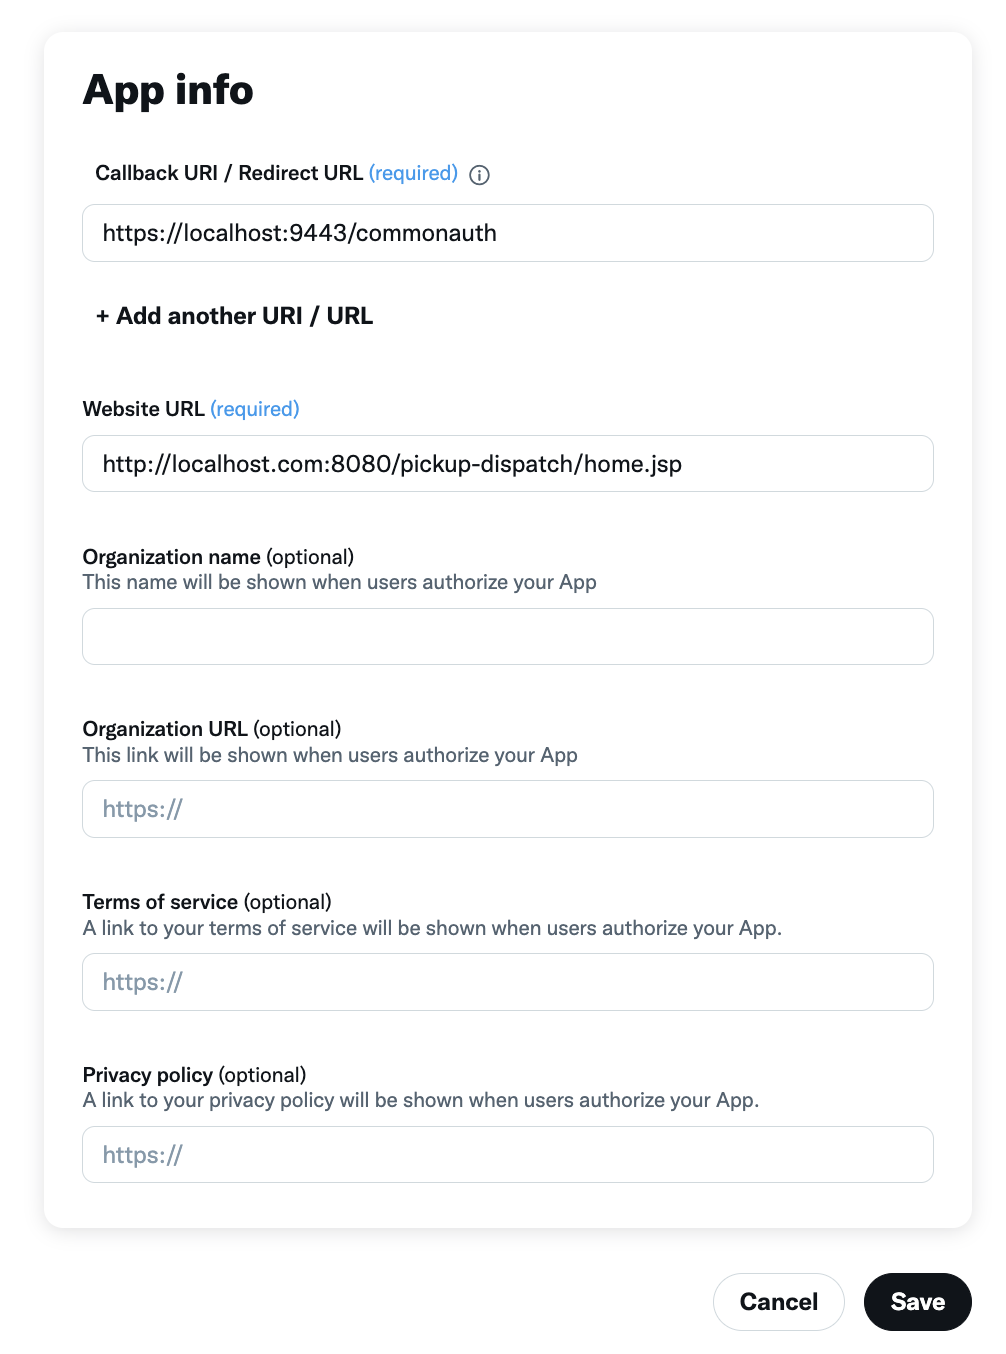 App info
Callback URI / Redirect URL (required)
https://localhost:9443/commonauth
+ Add another URI / URL
Website URL (required)
http://localhost.com:8080/pickup-dispatch/home.jsp
Organization name (optional)
This name will be shown when users authorize your App
Organization URL (optional)
This link will be shown when users authorize your App
https://
Terms of service (optional)
A link to your terms of service will be shown when users authorize your App.
https://
Privacy policy (optional)
A link to your privacy policy will be shown when users authorize your App.
https://
Cancel Save